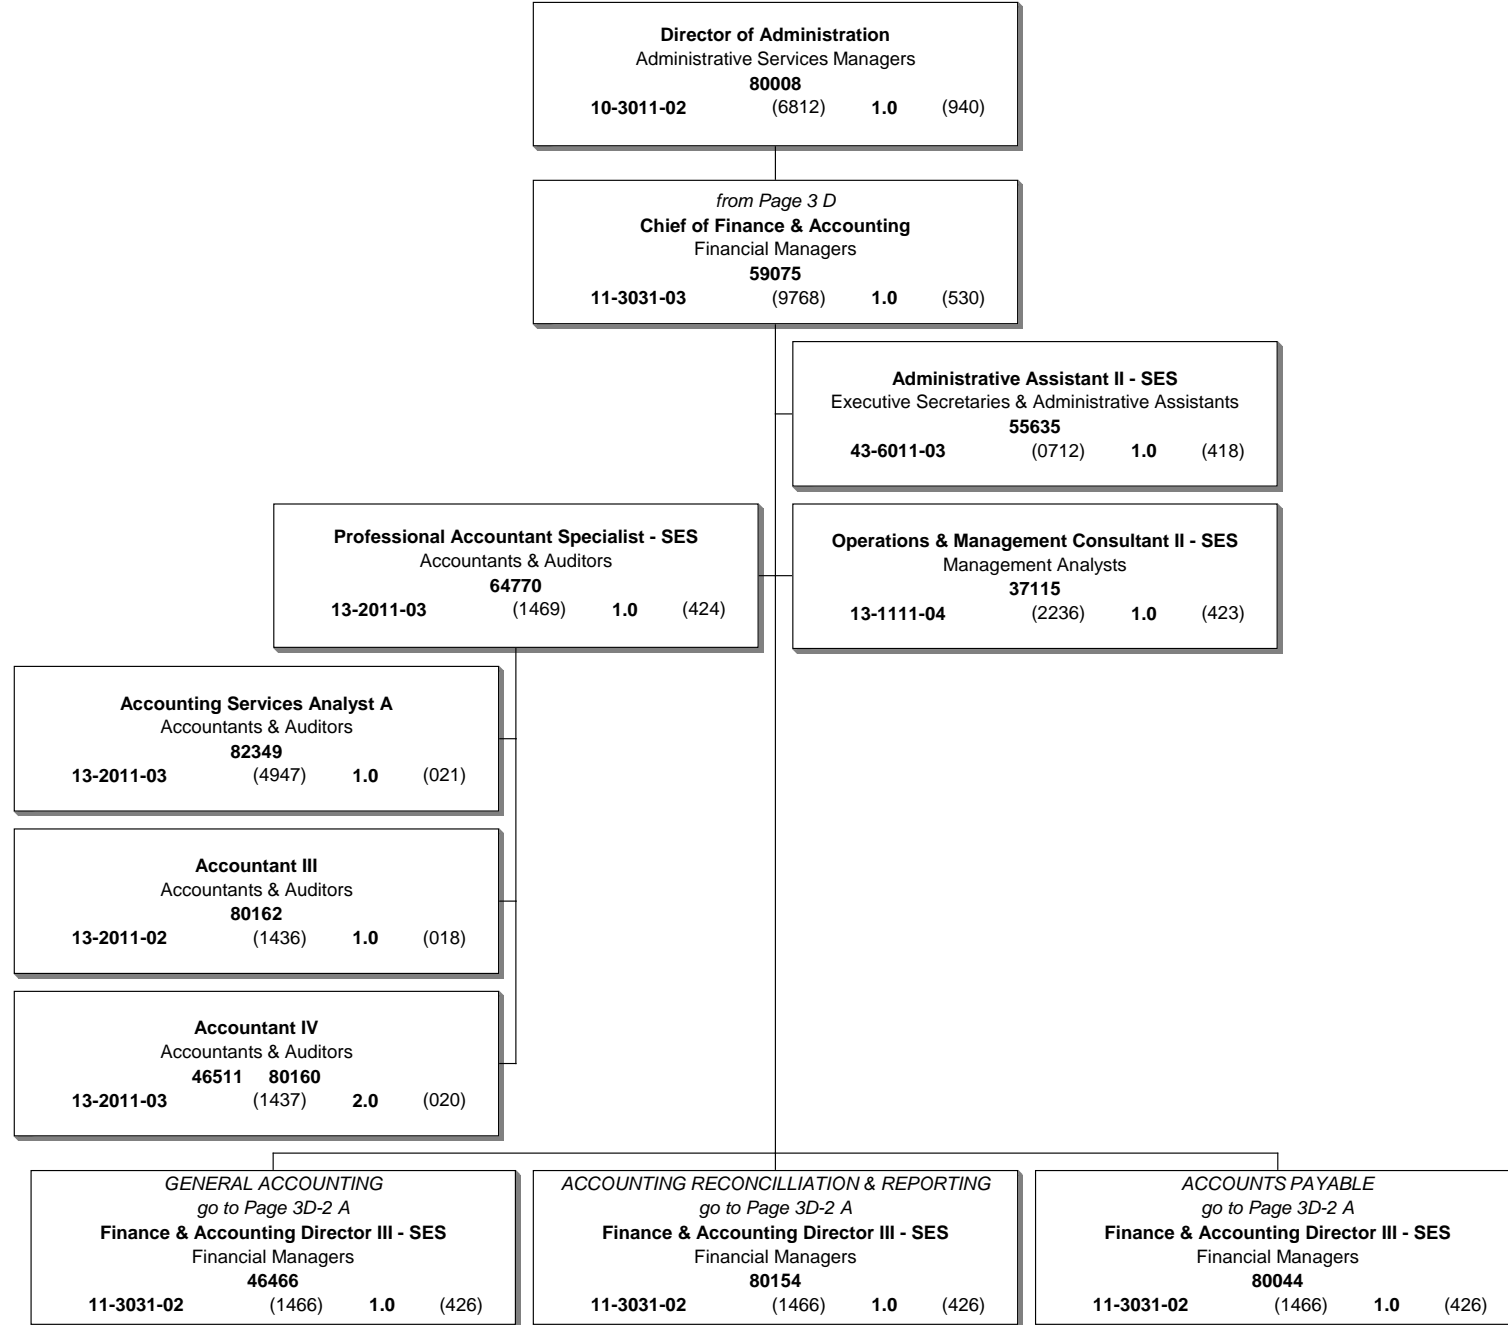 Director of Administration
Administrative Services Managers
80008
10-3011-02 (6812) 1.0 (940)
from Page 3 D
Chief of Finance & Accounting
Financial Managers
59075
11-3031-03 (9768) 1.0 (530)
Administrative Assistant II - SES
Executive Secretaries & Administrative Assistants
55635
43-6011-03 (0712) 1.0 (418)
Professional Accountant Specialist - SES
Accountants & Auditors
64770
13-2011-03 (1469) 1.0 (424)
Operations & Management Consultant II - SES
Management Analysts
37115
13-1111-04 (2236) 1.0 (423)
Accounting Services Analyst A
Accountants & Auditors
82349
13-2011-03 (4947) 1.0 (021)
Accountant III
Accountants & Auditors
80162
13-2011-02 (1436) 1.0 (018)
Accountant IV
Accountants & Auditors
46511 80160
13-2011-03 (1437) 2.0 (020)
GENERAL ACCOUNTING
go to Page 3D-2 A
Finance & Accounting Director III - SES
Financial Managers
46466
11-3031-02 (1466) 1.0 (426)
ACCOUNTING RECONCILLIATION & REPORTING
go to Page 3D-2 A
Finance & Accounting Director III - SES
Financial Managers
80154
11-3031-02 (1466) 1.0 (426)
ACCOUNTS PAYABLE
go to Page 3D-2 A
Finance & Accounting Director III - SES
Financial Managers
80044
11-3031-02 (1466) 1.0 (426)